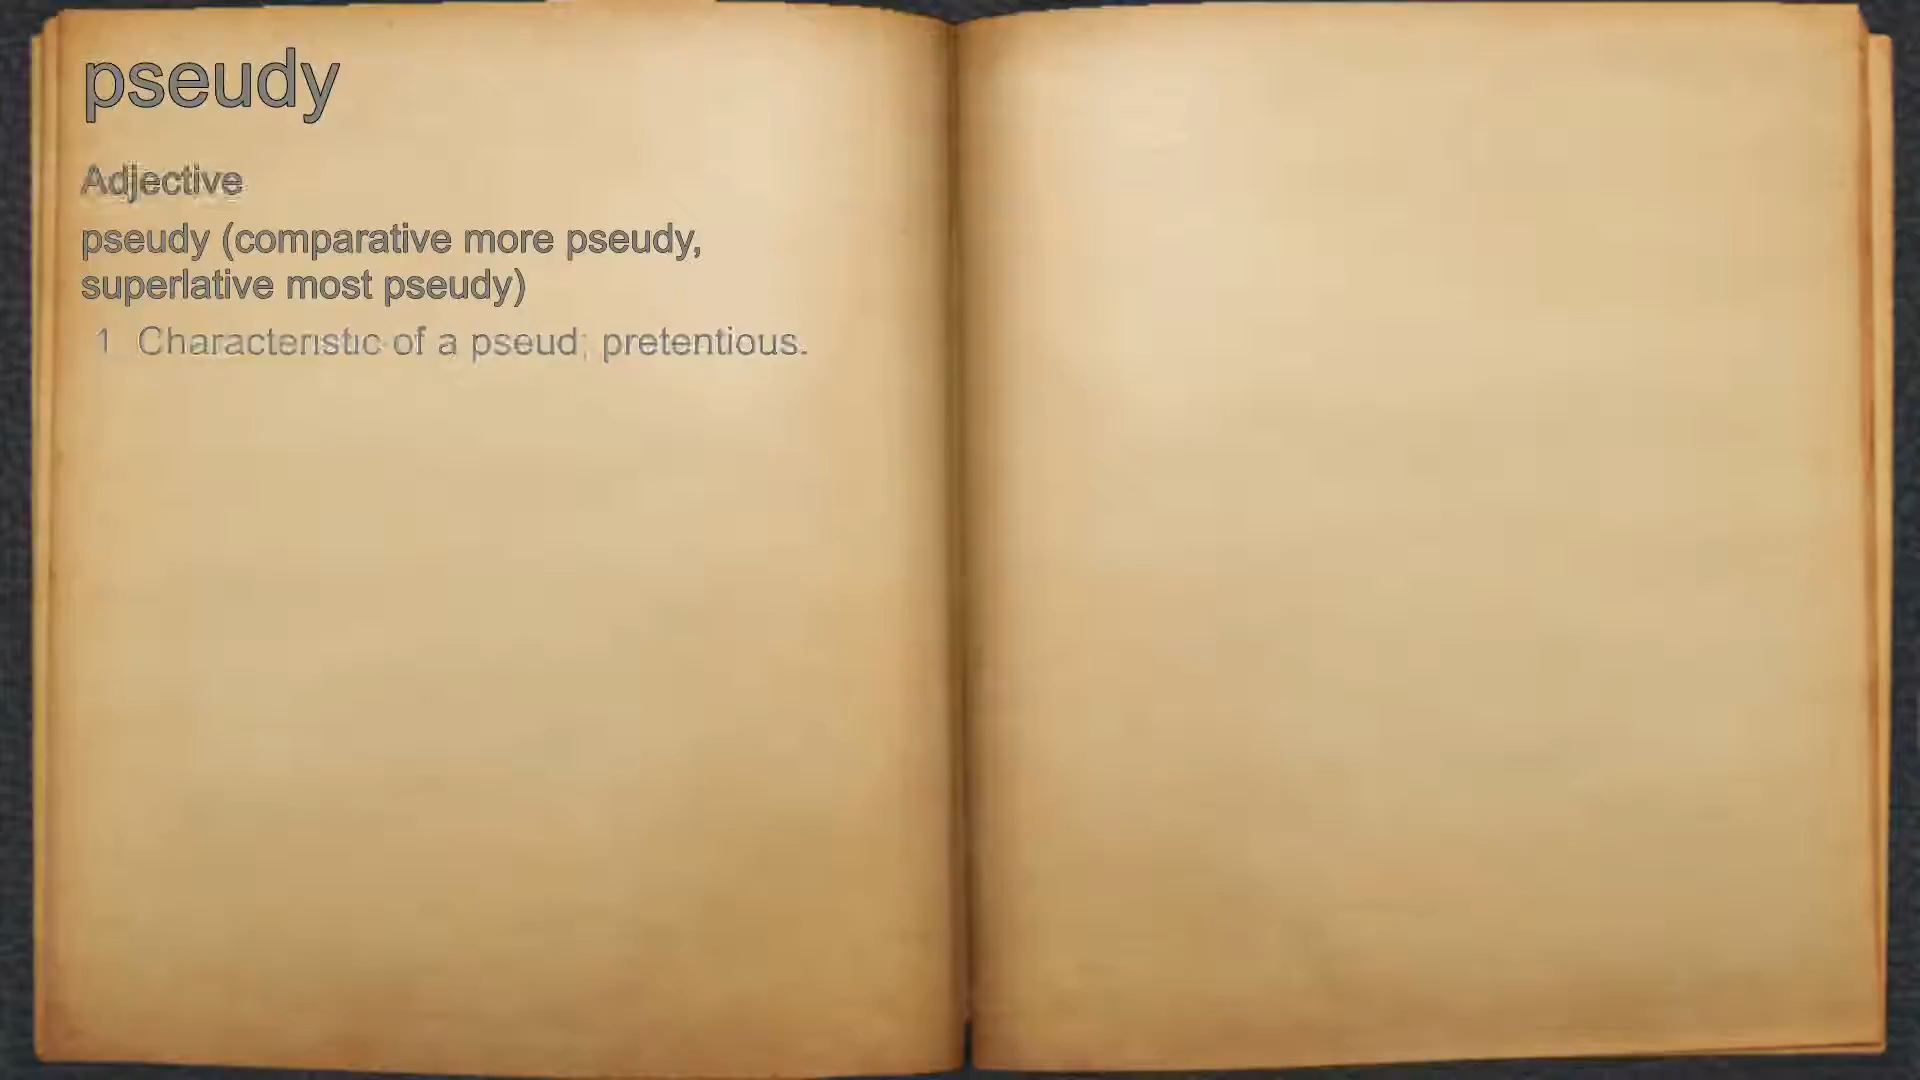 pseudy
Adjective
pseudy (comparative more pseudy,
superlative most pseudy)
1. Characteristic of a pseud; pretentious.